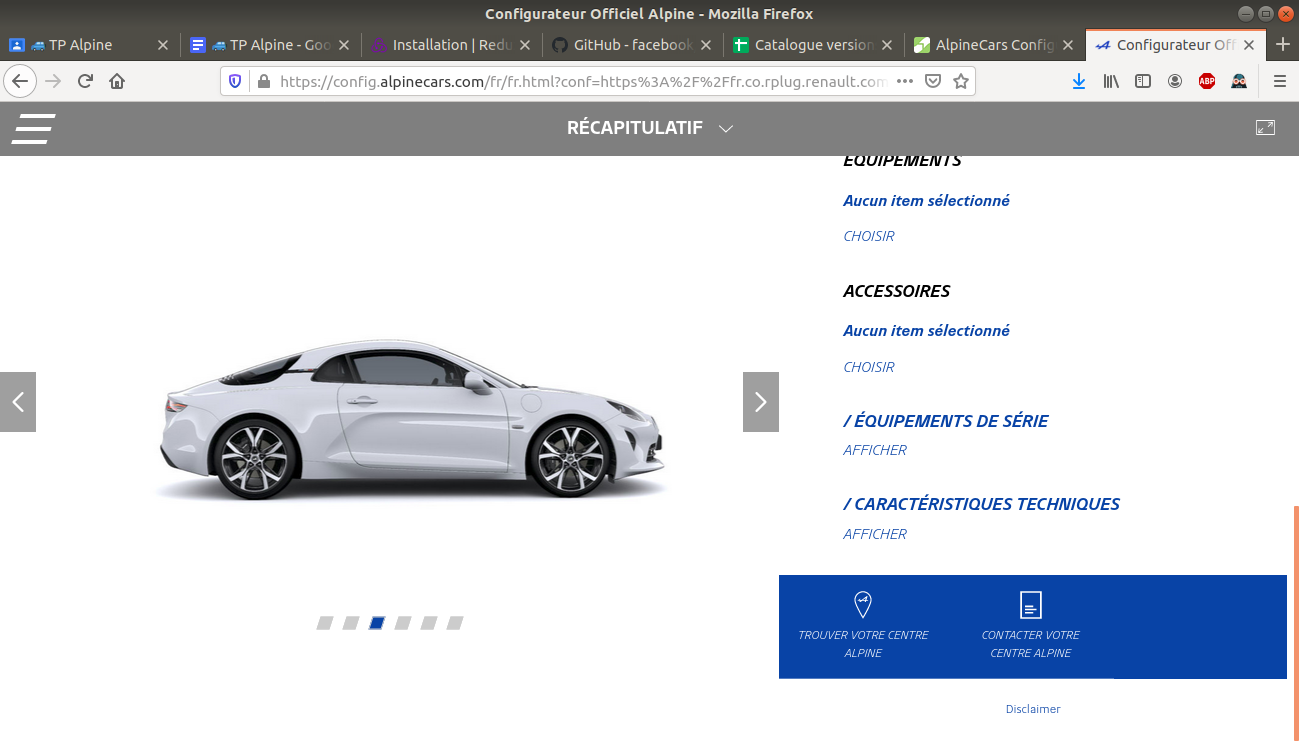 Configurateur Officiel Alpine - Mozilla Firefox
TP Alpine
TP Alpine - Goo
Installation | Redu
GitHub - facebook
Catalogue version
AlpineCars Config
Configurateur Off
https://config.alpinecars.com/fr/fr.html?conf=https%3A%2F%2Ffr.co.rplug.renault.com
ABP
RÉCAPITULATIF
ÉQUIPEMENTS
Aucun item sélectionné
CHOISIR
ACCESSOIRES
Aucun item sélectionné
CHOISIR
/ ÉQUIPEMENTS DE SÉRIE
AFFICHER
/ CARACTÉRISTIQUES TECHNIQUES
AFFICHER
TROUVER VOTRE CENTRE
ALPINE
CONTACTER VOTRE
CENTRE ALPINE
Disclaimer